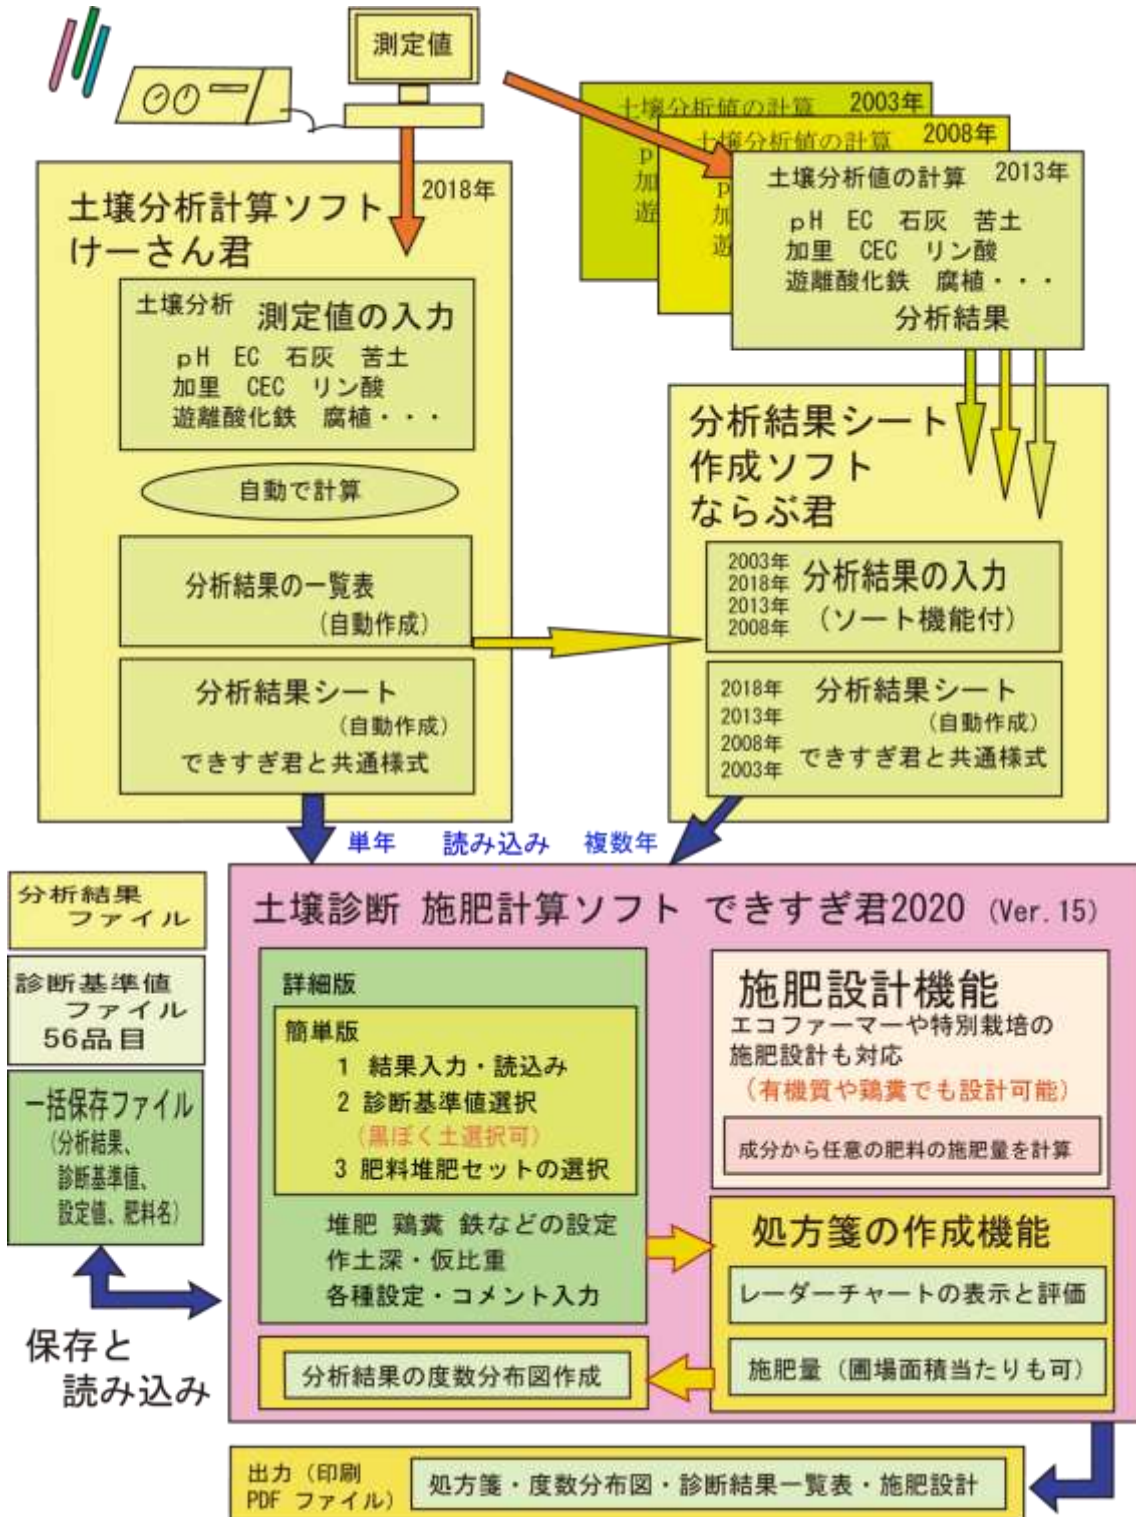 測定値
2018年
土壌分析計算ソフト
けーさん君
土壌分析 測定値の入力
pH EC 石灰 苦土
加里 CEC リン酸
遊離酸化鉄 腐植・・・
自動で計算
分析結果の一覧表
(自動作成)
分析結果シート
(自動作成)
できすぎ君と共通様式
土壌分析値の計算 2003年
p
加
遊
土壌分析値の計算 2008年
p
加
遊
土壌分析値の計算 2013年
pH EC 石灰 苦土
加里 CEC リン酸
遊離酸化鉄 腐植・・・
分析結果
分析結果シート
作成ソフト
ならぶ君
2003年
2018年
2013年
2008年
分析結果の入力
(ソート機能付)
2018年
2013年
2008年
2003年
分析結果シート
(自動作成)
できすぎ君と共通様式
単年 読み込み 複数年
分析結果
ファイル
診断基準値
ファイル
56品目
一括保存ファイル
(分析結果、
診断基準値、
設定値、肥料名)
保存と
読み込み
土壌診断 施肥計算ソフト できすぎ君2020 (Ver.15)
詳細版
簡単版
1 結果入力・読込み
2 診断基準値選択
(黒ぼく土選択可)
3 肥料堆肥セットの選択
堆肥 鶏糞 鉄などの設定
作土深・仮比重
各種設定・コメント入力
分析結果の度数分布図作成
施肥設計機能
エコファーマーや特別栽培の
施肥設計も対応
(有機質や鶏糞でも設計可能)
成分から任意の肥料の施肥量を計算
処方箋の作成機能
レーダーチャートの表示と評価
施肥量(圃場面積当たりも可)
出力(印刷
PDF ファイル)
処方箋・度数分布図・診断結果一覧表・施肥設計